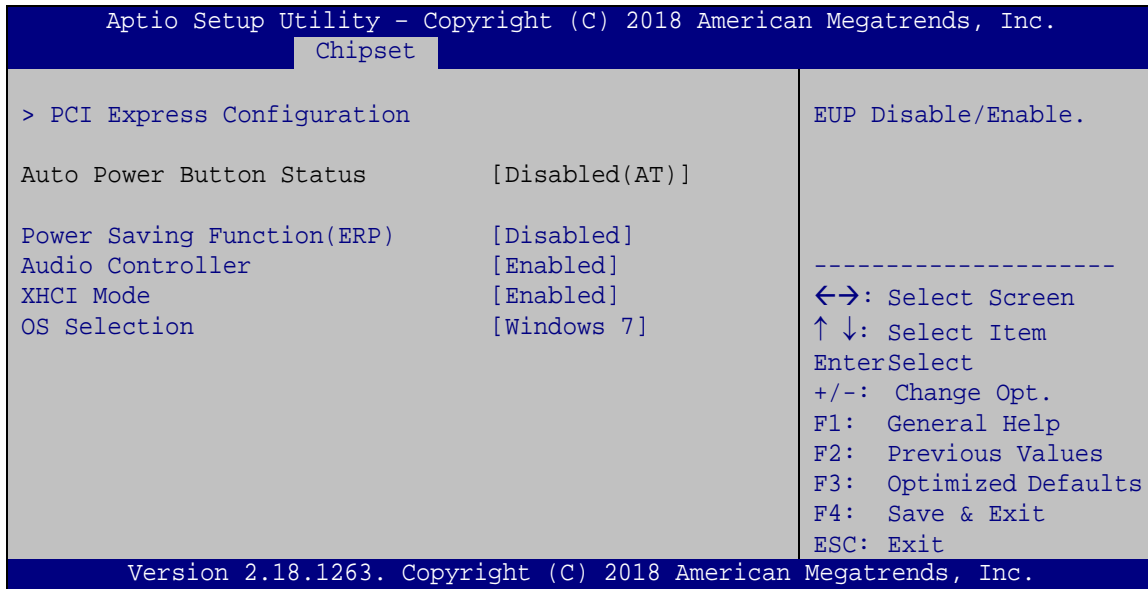 Aptio Setup Utility – Copyright (C) 2018 American Megatrends, Inc.
Chipset
> PCI Express Configuration
Auto Power Button Status [Disabled(AT)]
Power Saving Function(ERP) [Disabled]
Audio Controller [Enabled]
XHCI Mode [Enabled]
OS Selection [Windows 7]
EUP Disable/Enable.
---------------------
←→: Select Screen
↑ ↓: Select Item
EnterSelect
+/-: Change Opt.
F1: General Help
F2: Previous Values
F3: Optimized Defaults
F4: Save & Exit
ESC: Exit
Version 2.18.1263. Copyright (C) 2018 American Megatrends, Inc.